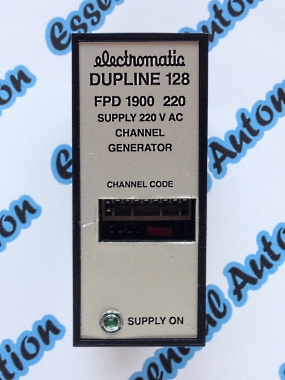 electromatic
DUPLINE 128
FPD 1900 220
SUPPLY 220 V AC
CHANNEL
GENERATOR
CHANNEL CODE
SUPPLY ON